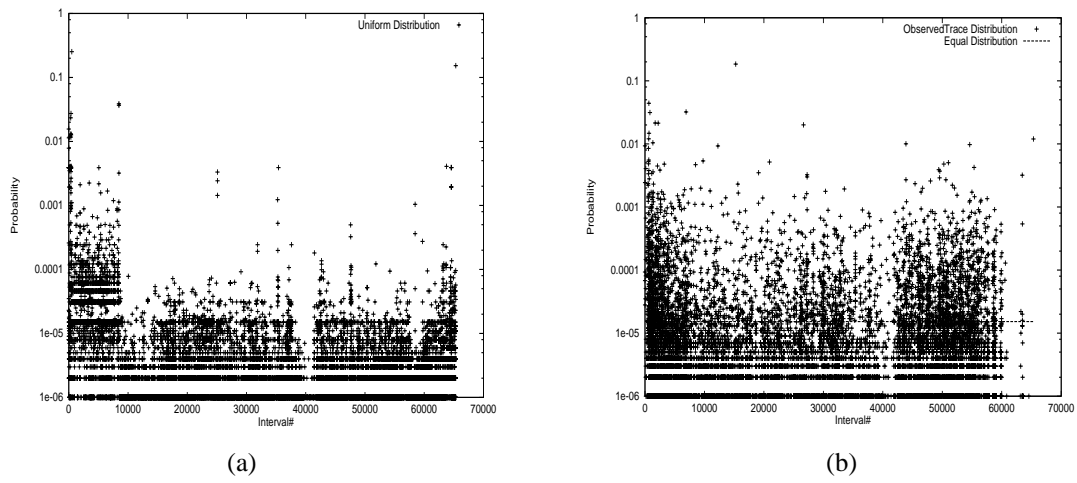 1
0.1
0.01
0.001
0.0001
1e-05
1e-06
Probability
Uniform Distribution
0 10000 20000 30000 40000 50000 60000 70000
Interval#
(a)
1
0.1
0.01
0.001
0.0001
1e-05
1e-06
Probability
ObservedTrace Distribution
Equal Distribution
0 10000 20000 30000 40000 50000 60000 70000
Interval#
(b)